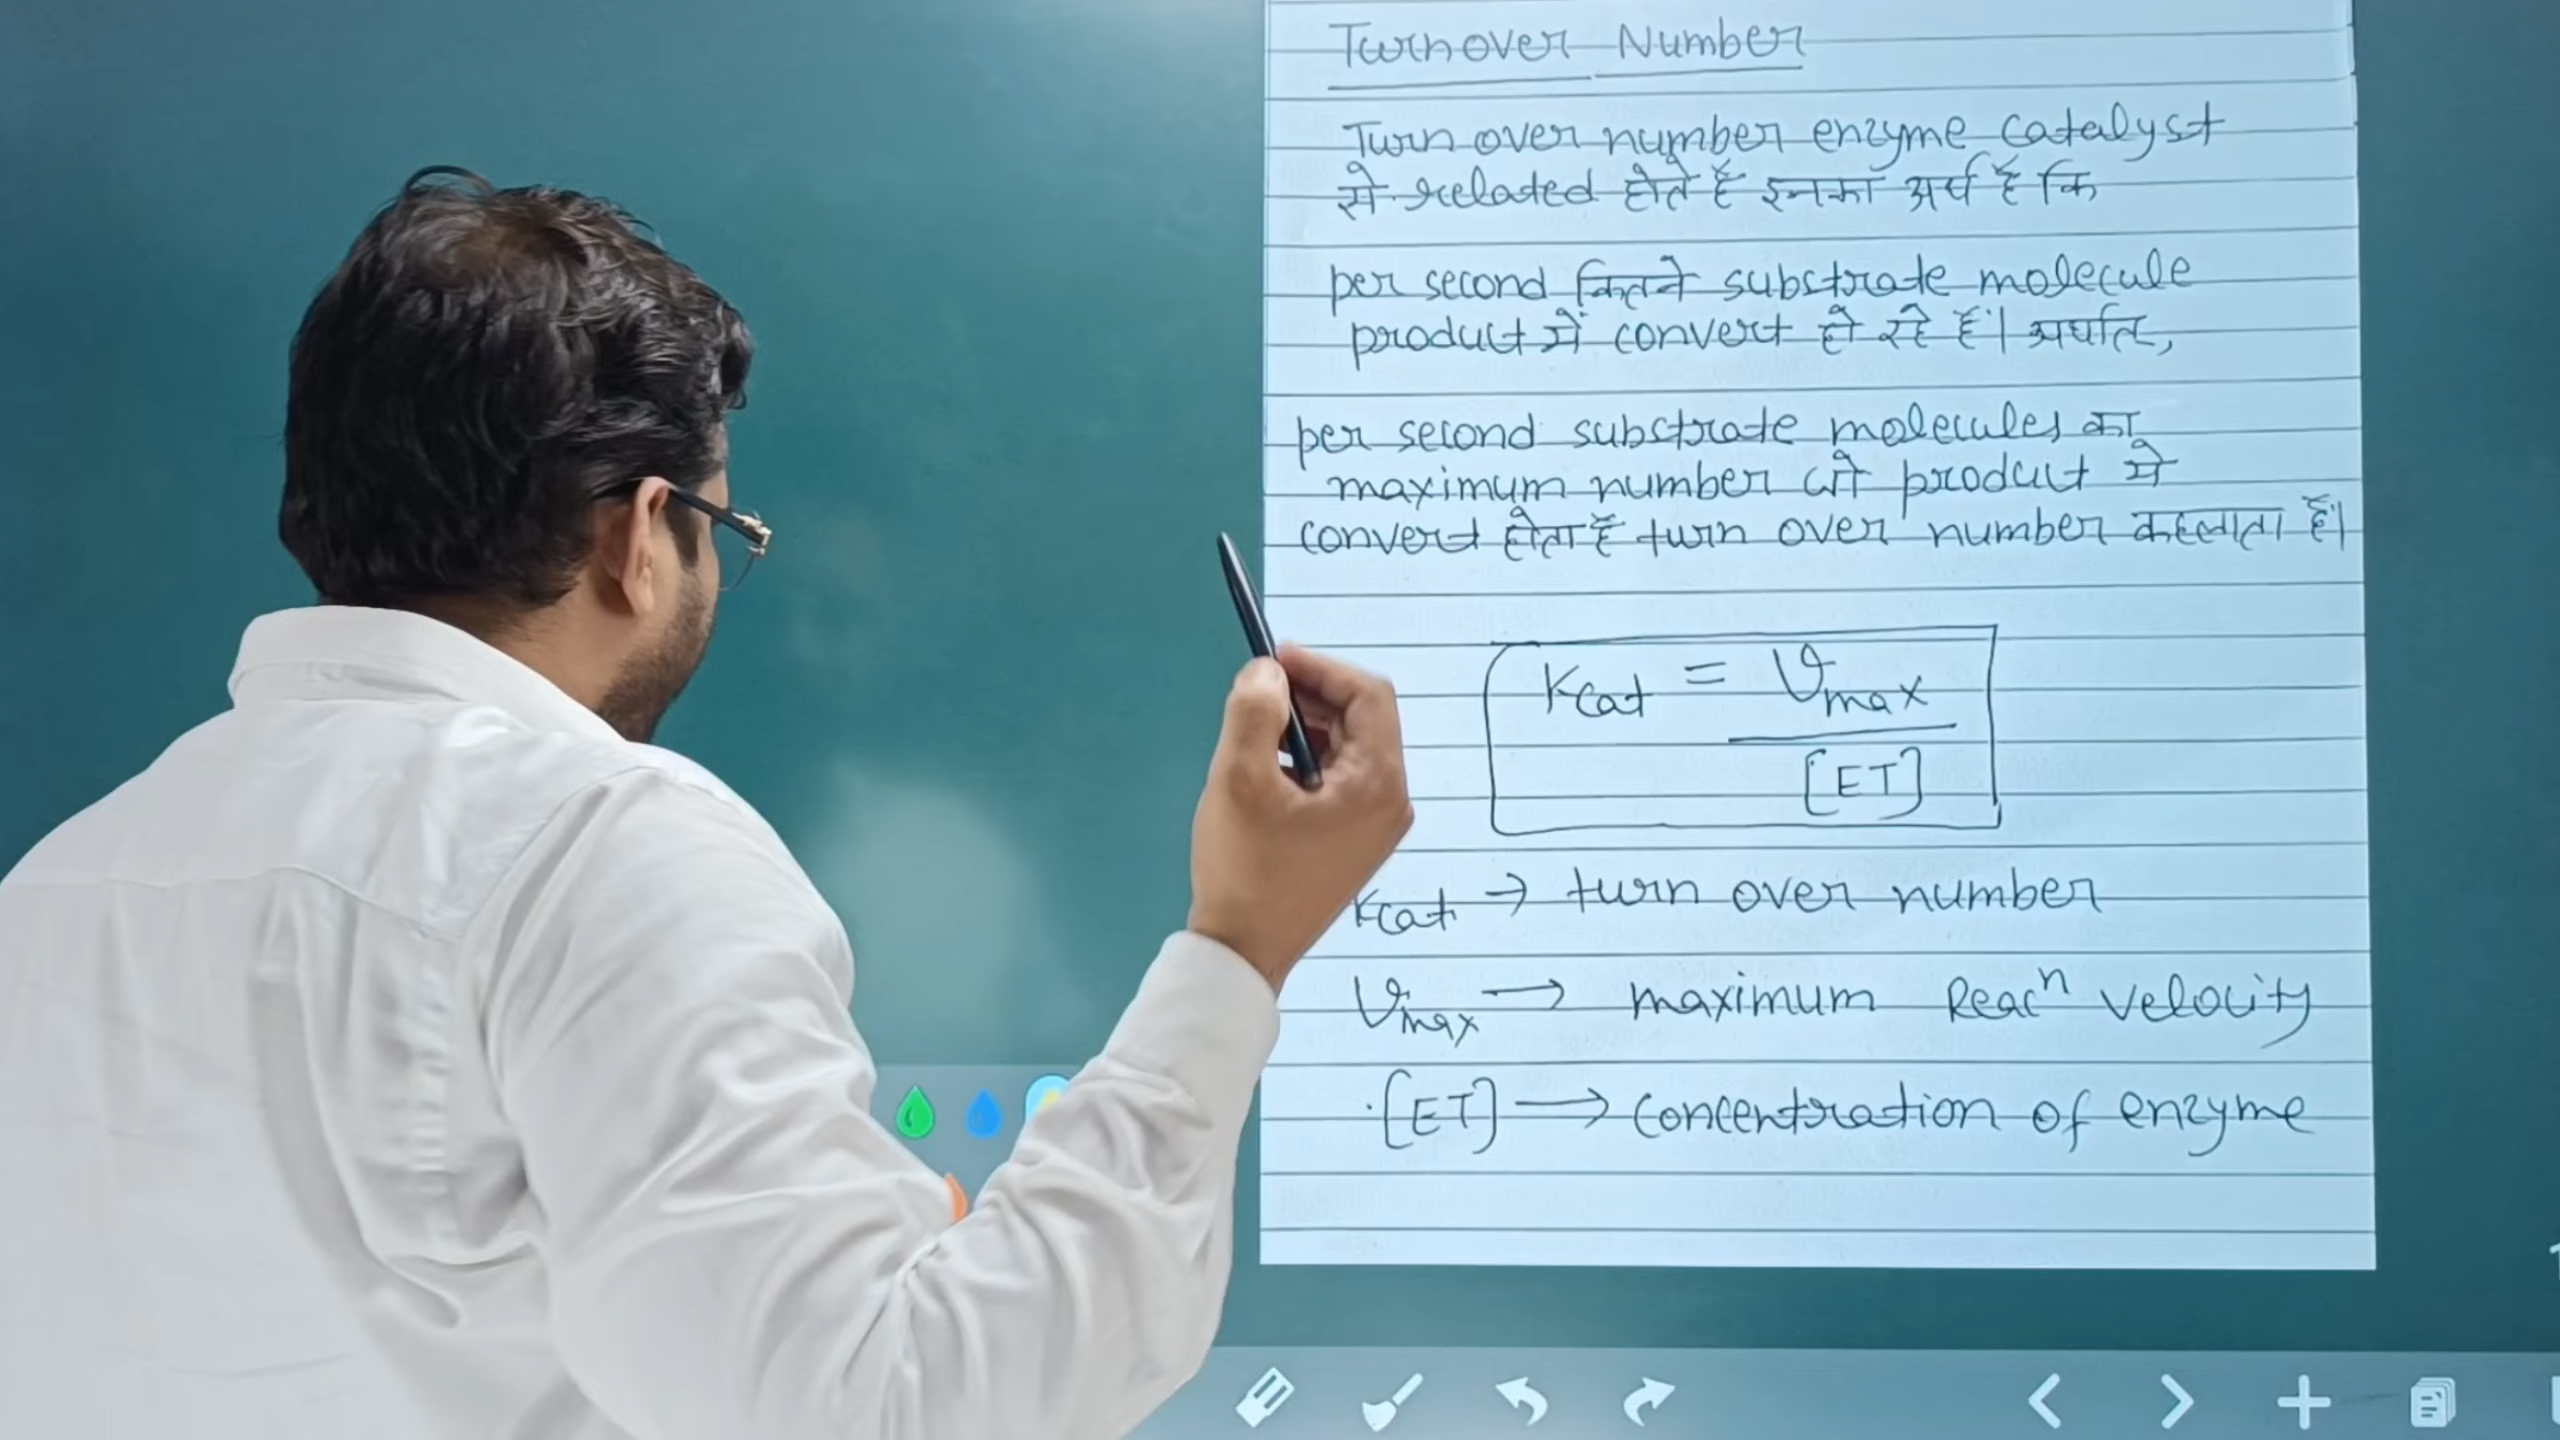 Turnover Number
Turn over number enzyme catalyst
से related होते हैं इनका अर्थ है कि
per second कितने substrate molecule
product में convert हो रहे हैं। अर्थात,
per second substrate molecules का
maximum number जो product मे
convert होता है turn over number कहलाता है।
Kcat = Vmax
[ET]
Kcat → turn over number
Vmax → maximum Reacⁿ velocity
[ET] → concentration of enzyme